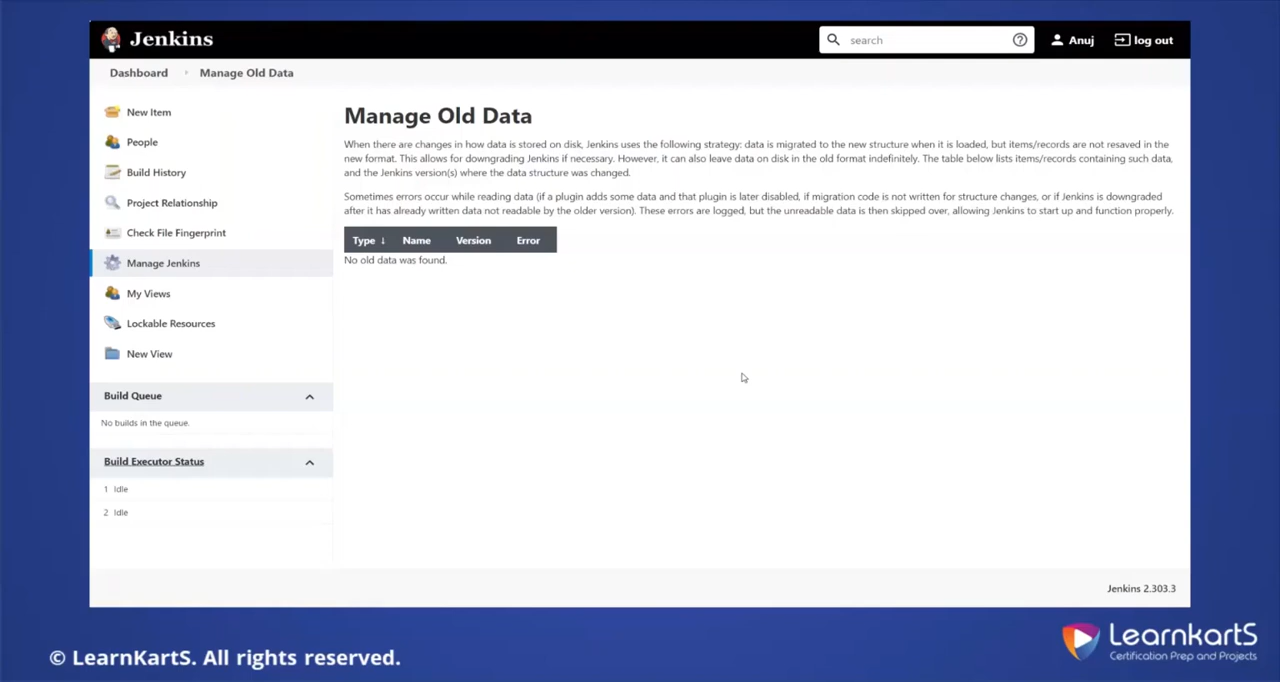 Jenkins
search
Anuj
log out
Dashboard
Manage Old Data
New Item
People
Build History
Project Relationship
Check File Fingerprint
Manage Jenkins
My Views
Lockable Resources
New View
Build Queue
No builds in the queue.
Build Executor Status
1 Idle
2 Idle
Manage Old Data
When there are changes in how data is stored on disk, Jenkins uses the following strategy: data is migrated to the new structure when it is loaded, but items/records are not resaved in the
new format. This allows for downgrading Jenkins if necessary. However, it can also leave data on disk in the old format indefinitely. The table below lists items/records containing such data,
and the Jenkins version(s) where the data structure was changed.
Sometimes errors occur while reading data (if a plugin adds some data and that plugin is later disabled, if migration code is not written for structure changes, or if Jenkins is downgraded
after it has already written data not readable by the older version). These errors are logged, but the unreadable data is then skipped over, allowing Jenkins to start up and function properly.
Type ↓ Name Version Error
No old data was found.
Jenkins 2.303.3
© LearnKartS. All rights reserved.
LearnkartS
Certification Prep and Projects